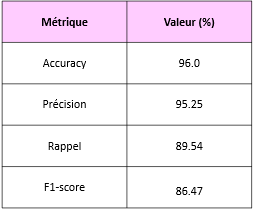 Métrique Valeur (%)
Accuracy 96.0
Précision 95.25
Rappel 89.54
F1-score 86.47